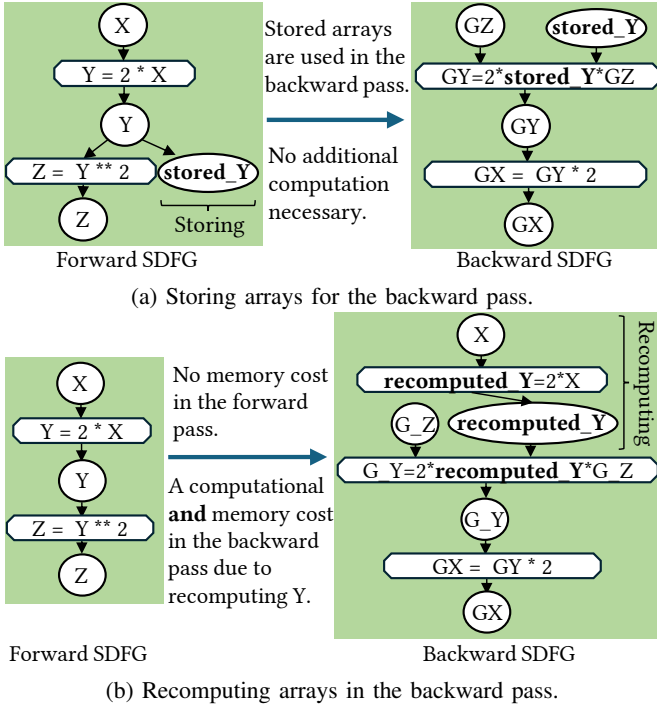 X
Y = 2 * X
Y
Z = Y ** 2
stored_Y
Z
Storing
Forward SDFG
Stored arrays
are used in the
backward pass.
No additional
computation
necessary.
GZ
stored_Y
GY=2*stored_Y*GZ
GY
GX = GY * 2
GX
Backward SDFG
(a) Storing arrays for the backward pass.
X
Y = 2 * X
Y
Z = Y ** 2
Z
Forward SDFG
No memory cost
in the forward
pass.
A computational
and memory cost
in the backward
pass due to
recomputing Y.
X
recomputed_Y=2*X
G_Z
recomputed_Y
Recomputing
G_Y=2*recomputed_Y*G_Z
G_Y
GX = GY * 2
GX
Backward SDFG
(b) Recomputing arrays in the backward pass.